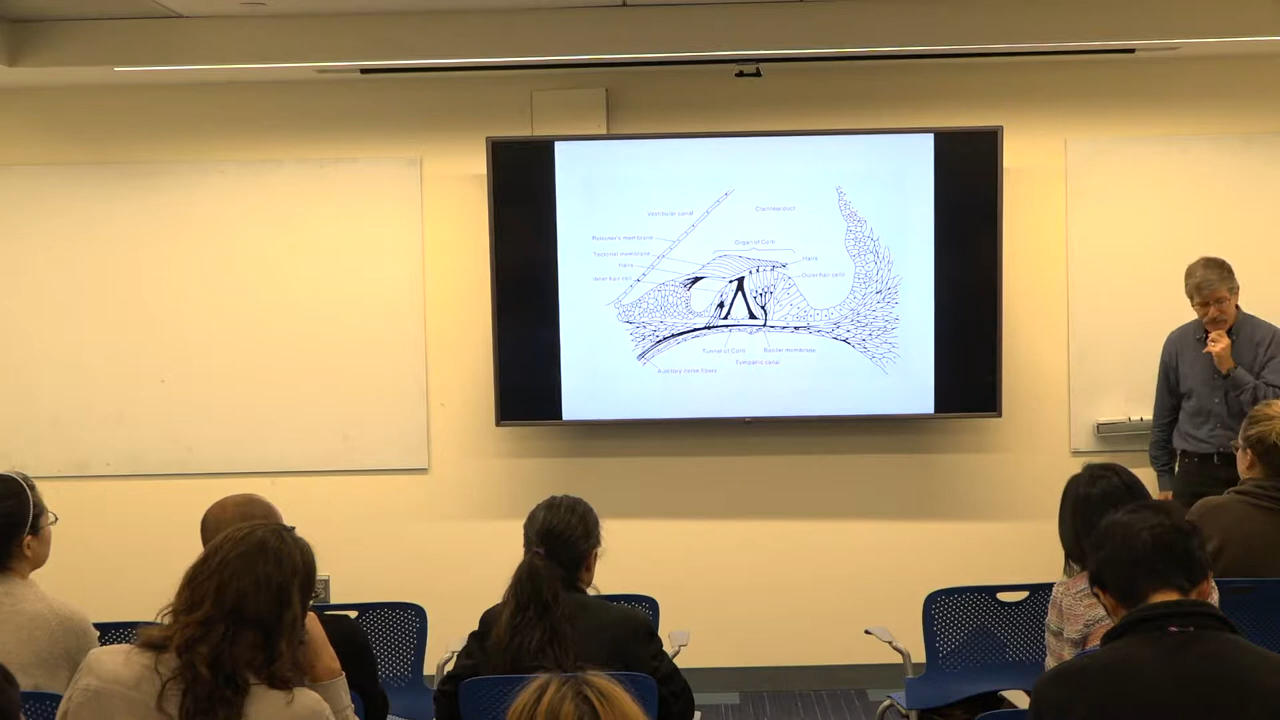 Vestibular canal
Cochlear duct
Reissner's membrane
Organ of Corti
Tectorial membrane
Hairs
Hairs
Inner hair cell
Outer hair cells
Tunnel of Corti
Basilar membrane
Tympanic canal
Auditory nerve fibers